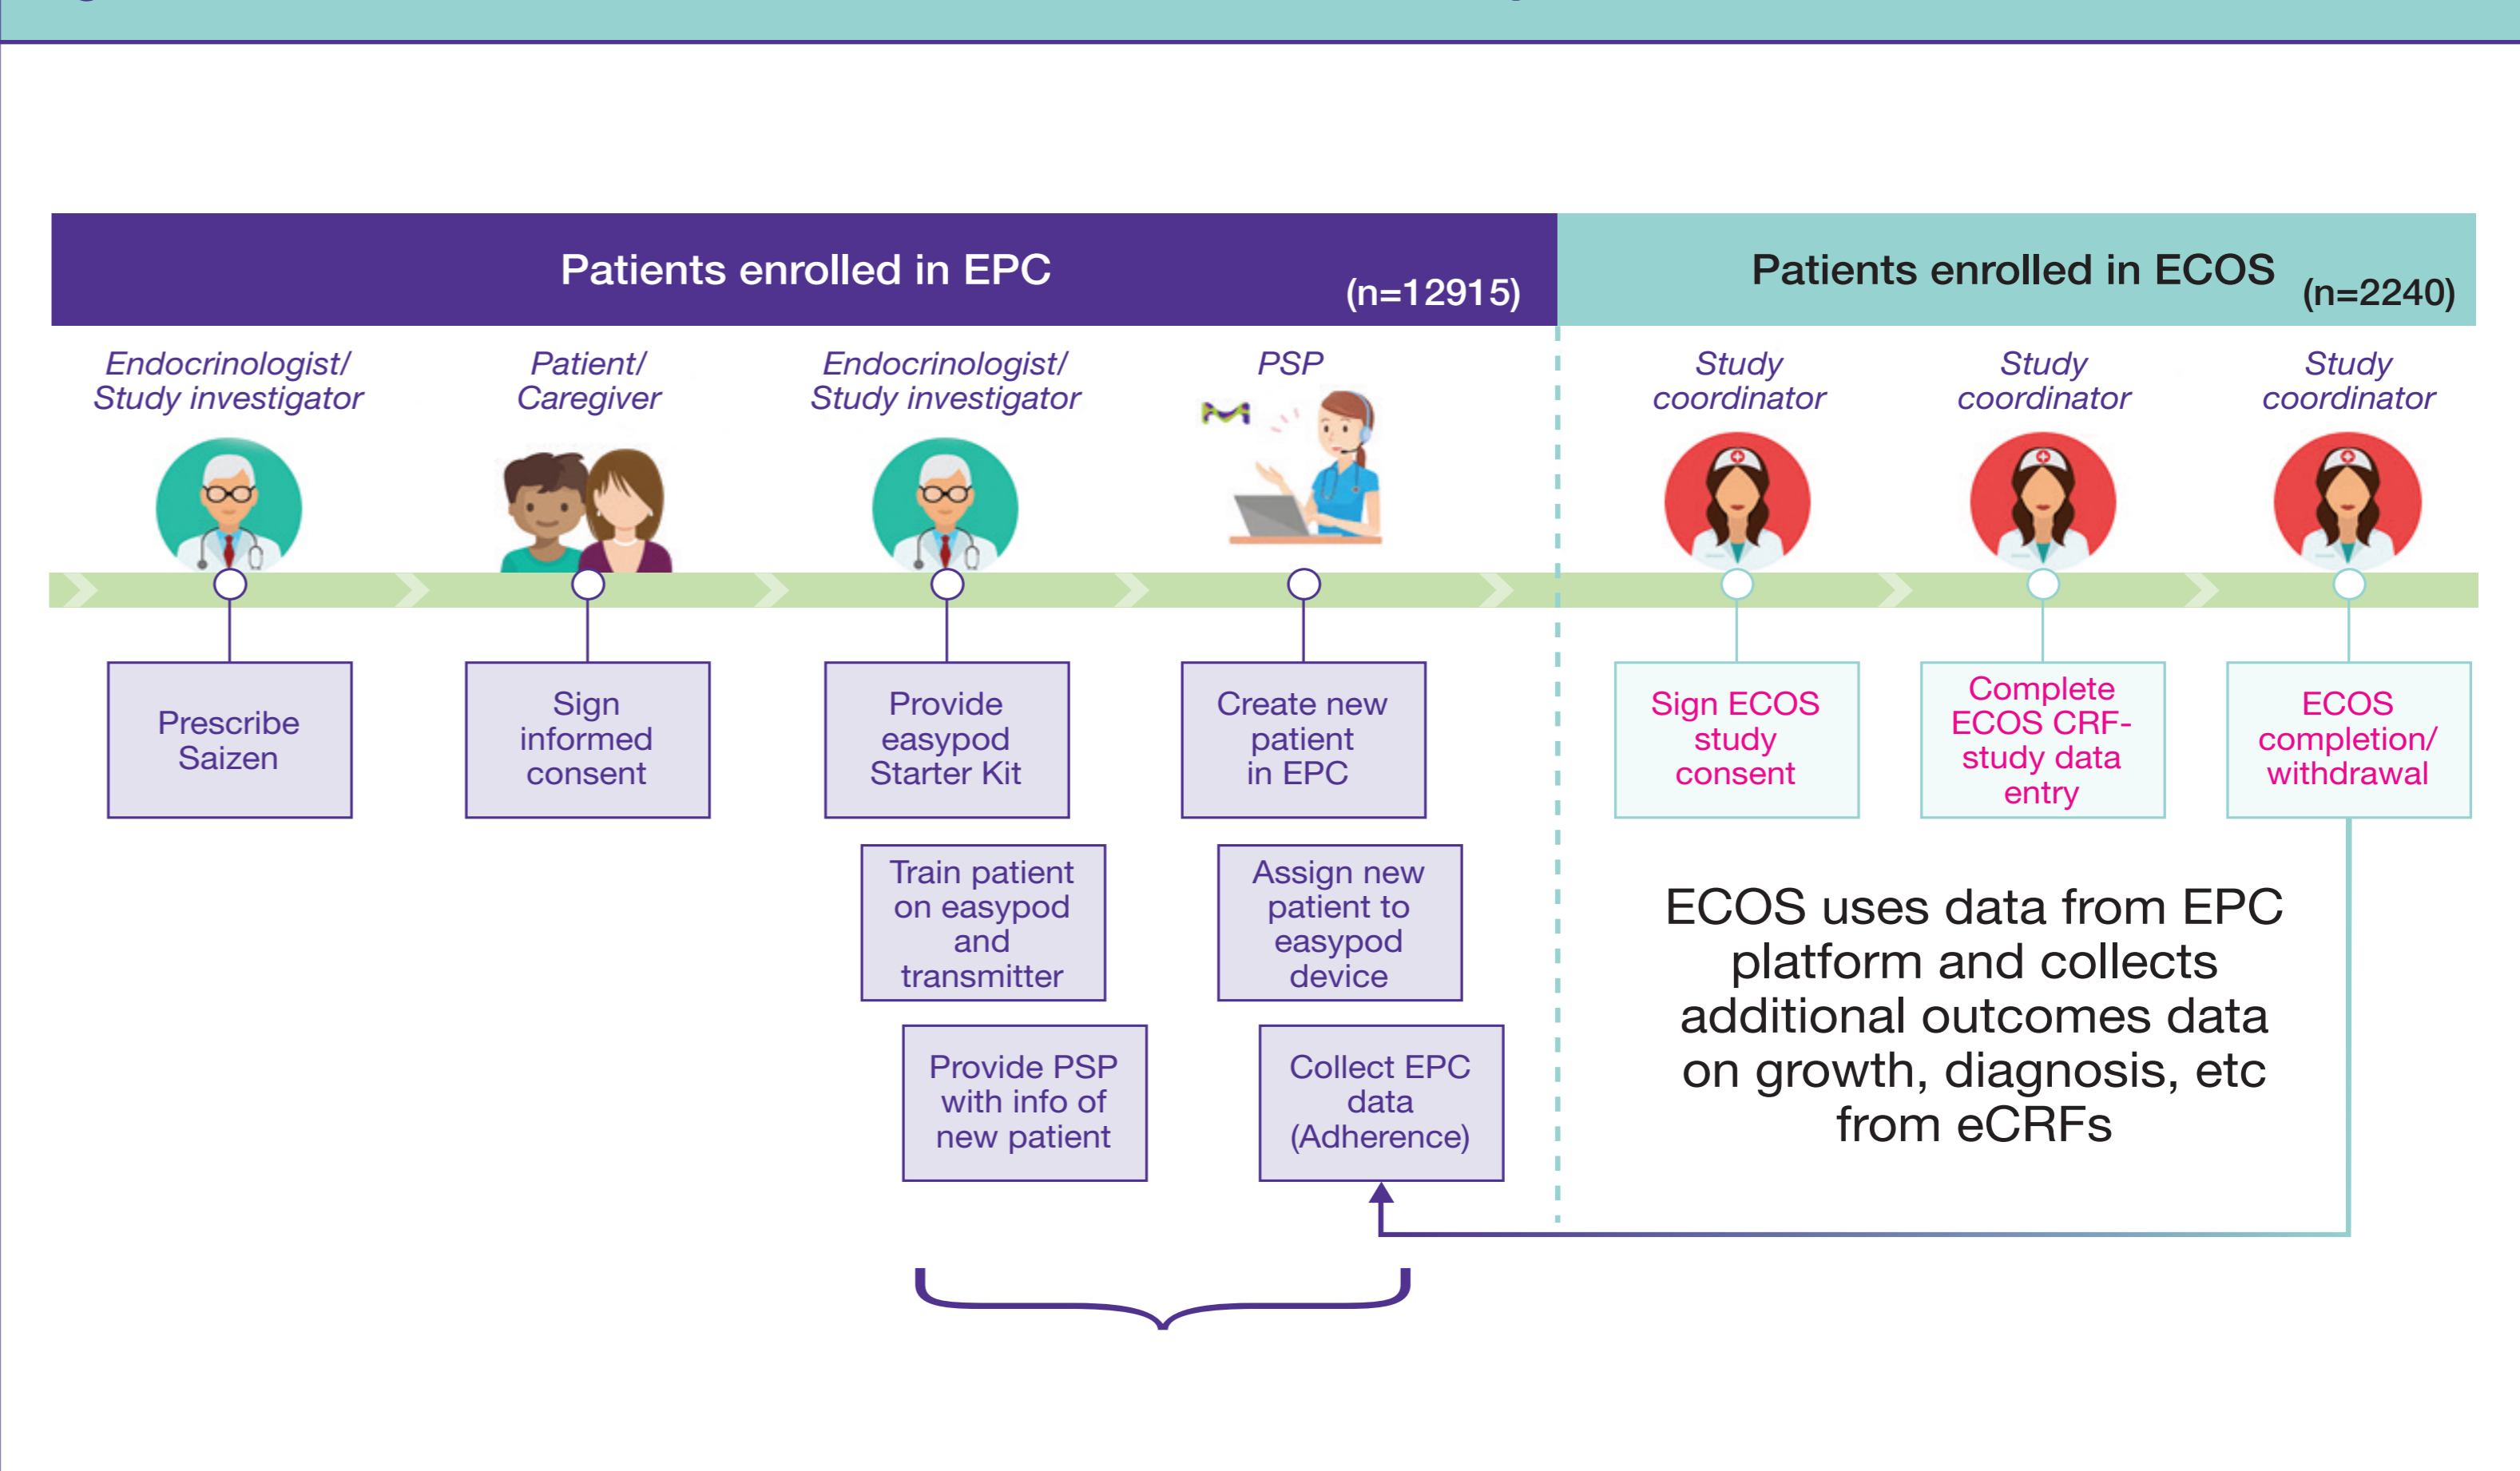 Patients enrolled in EPC
(n=12915)
Patients enrolled in ECOS
(n=2240)
Endocrinologist/
Study investigator
Patient/
Caregiver
Endocrinologist/
Study investigator
PSP
Study
coordinator
Study
coordinator
Study
coordinator
Prescribe
Saizen
Sign
informed
consent
Provide
easypod
Starter Kit
Create new
patient
in EPC
Sign ECOS
study
consent
Complete
ECOS CRF-
study data
entry
ECOS
completion/
withdrawal
Train patient
on easypod
and
transmitter
Assign new
patient to
easypod
device
Provide PSP
with info of
new patient
Collect EPC
data
(Adherence)
ECOS uses data from EPC
platform and collects
additional outcomes data
on growth, diagnosis, etc
from eCRFs